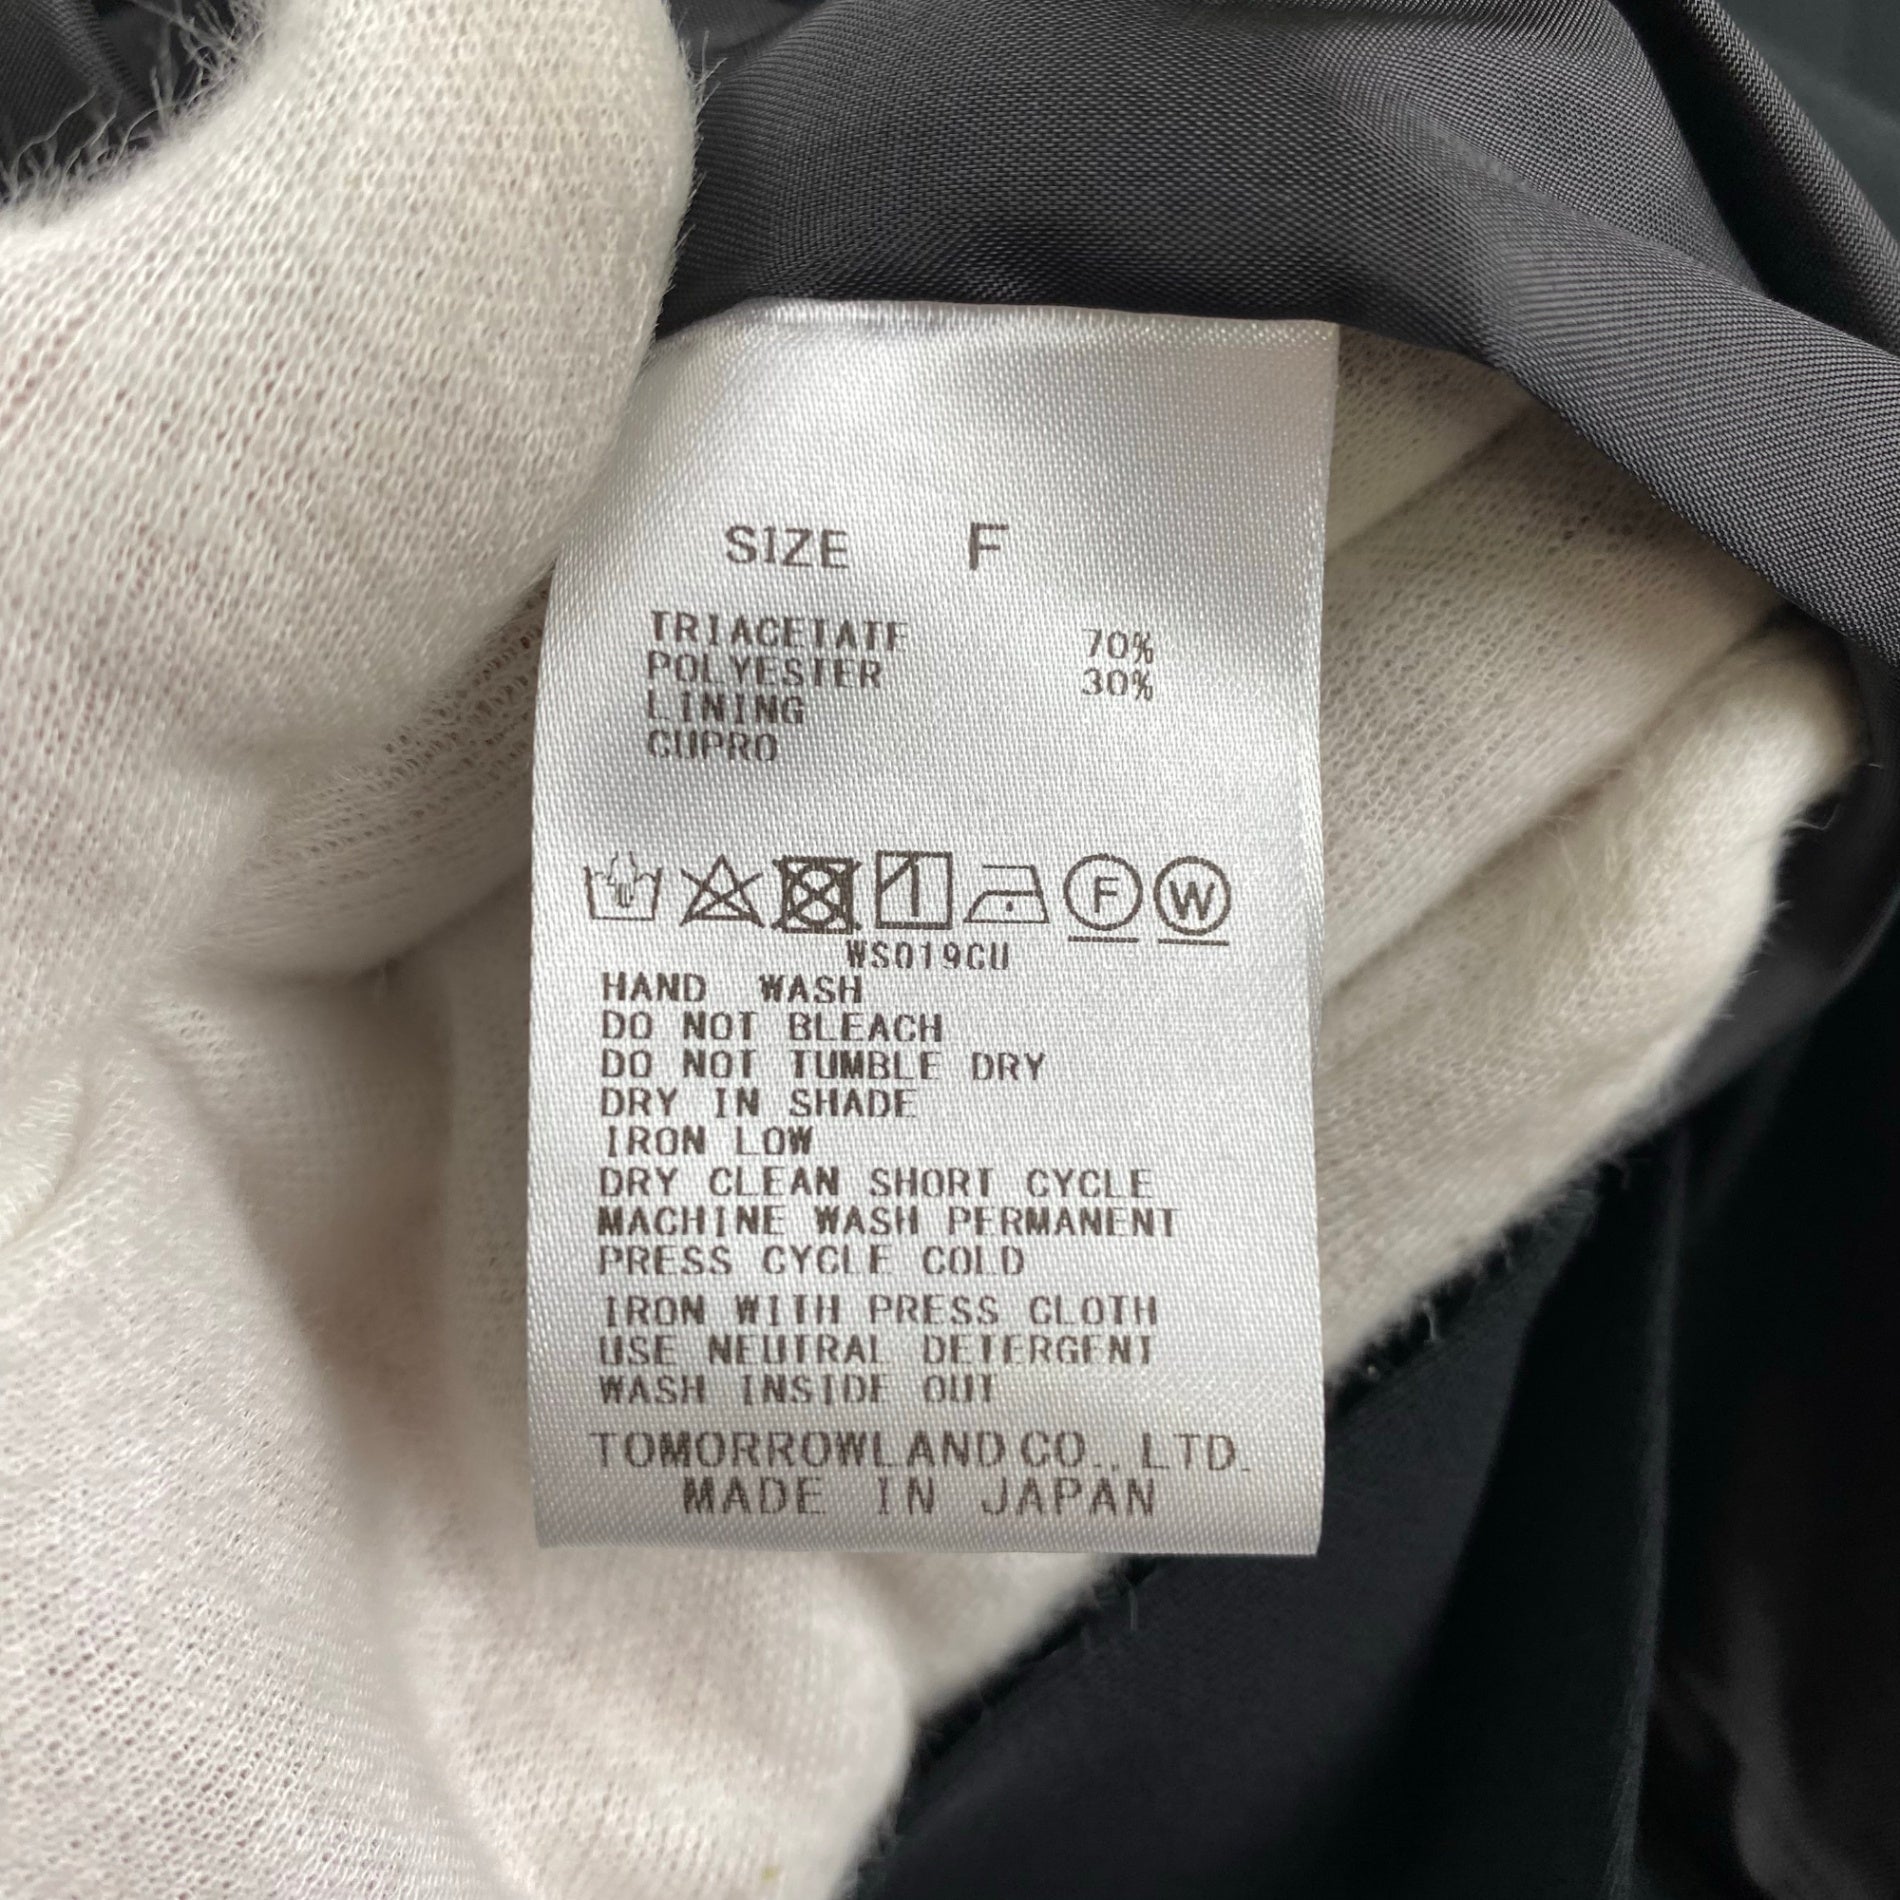 SIZE F
TRIACETATE 70%
POLYESTER 30%
LINING
CUPRO
F W
WS019CU
HAND WASH
DO NOT BLEACH
DO NOT TUMBLE DRY
DRY IN SHADE
IRON LOW
DRY CLEAN SHORT CYCLE
MACHINE WASH PERMANENT
PRESS CYCLE COLD
IRON WITH PRESS CLOTH
USE NEUTRAL DETERGENT
WASH INSIDE OUT
TOMORROWLAND CO., LTD.
MADE IN JAPAN